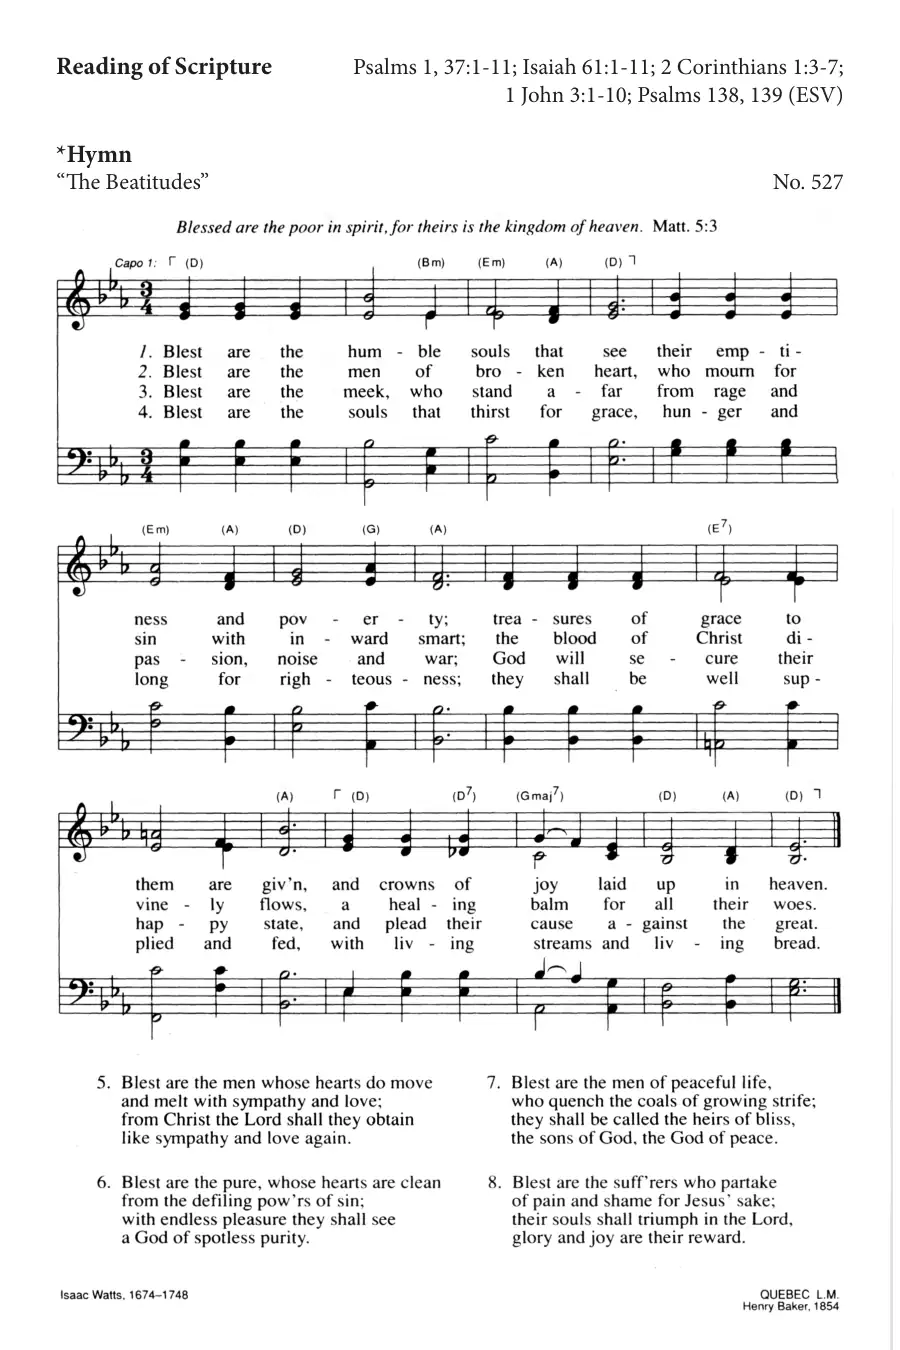 Reading of Scripture Psalms 1, 37:1-11; Isaiah 61:1-11; 2 Corinthians 1:3-7;
1 John 3:1-10; Psalms 138, 139 (ESV)
*Hymn
“The Beatitudes” No. 527
Blessed are the poor in spirit, for theirs is the kingdom of heaven. Matt. 5:3
Capo 1: (D) (Bm) (Em) (A) (D)
3
4
1. Blest are the hum - ble souls that see their emp - ti -
2. Blest are the men of bro - ken heart, who mourn for
3. Blest are the meek, who stand a - far from rage and
4. Blest are the souls that thirst for grace, hun - ger and
3
4
(Em) (A) (D) (G) (A) (E7)
ness and pov - er - ty; trea - sures of grace to
sin with in - ward smart; the blood of Christ di -
pas - sion, noise and war; God will se - cure their
long for righ - teous - ness; they shall be well sup -
(A) (D) (D7) (Gmaj7) (D) (A) (D)
them are giv’n, and crowns of joy laid up in heaven.
vine - ly flows, a heal - ing balm for all their woes.
hap - py state, and plead their cause a - gainst the great.
plied and fed, with liv - ing streams and liv - ing bread.
5. Blest are the men whose hearts do move
and melt with sympathy and love;
from Christ the Lord shall they obtain
like sympathy and love again.
6. Blest are the pure, whose hearts are clean
from the defiling pow’rs of sin;
with endless pleasure they shall see
a God of spotless purity.
7. Blest are the men of peaceful life,
who quench the coals of growing strife;
they shall be called the heirs of bliss,
the sons of God, the God of peace.
8. Blest are the suff’rers who partake
of pain and shame for Jesus’ sake;
their souls shall triumph in the Lord,
glory and joy are their reward.
Isaac Watts, 1674–1748
QUEBEC L.M.
Henry Baker, 1854